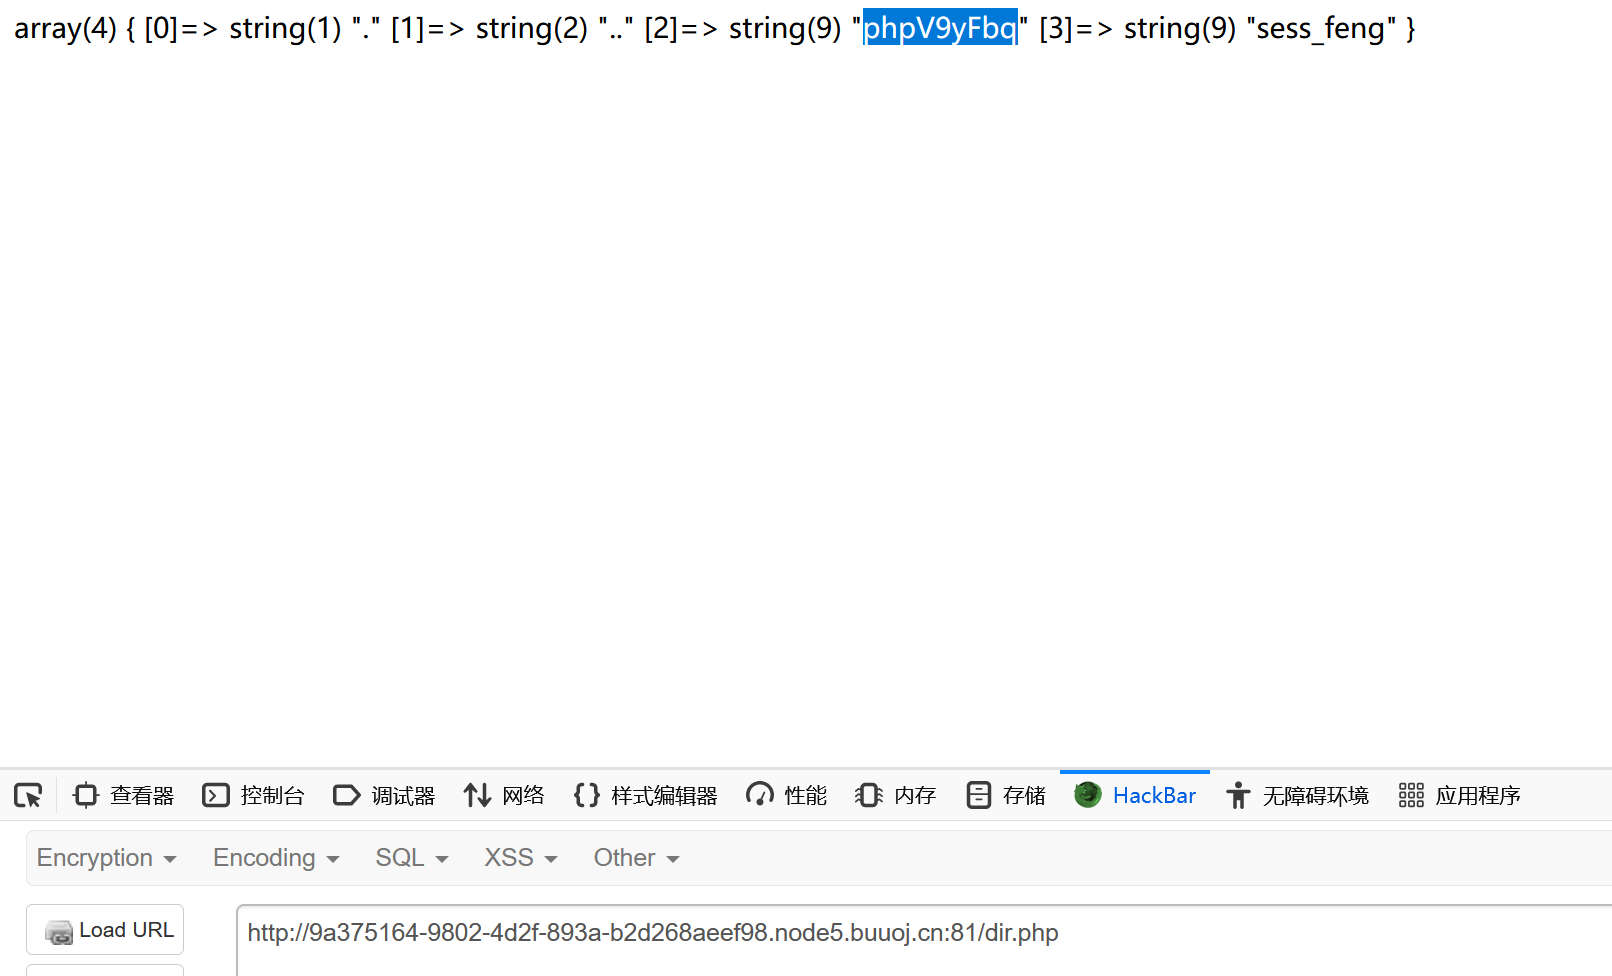 array(4) { [0]=> string(1) "." [1]=> string(2) ".." [2]=> string(9) "phpV9yFbq" [3]=> string(9) "sess_feng" }
查看器 控制台 调试器 网络 样式编辑器 性能 内存 存储 HackBar 无障碍环境 应用程序
Encryption Encoding SQL XSS Other
Load URL http://9a375164-9802-4d2f-893a-b2d268aeef98.node5.buuoj.cn:81/dir.php